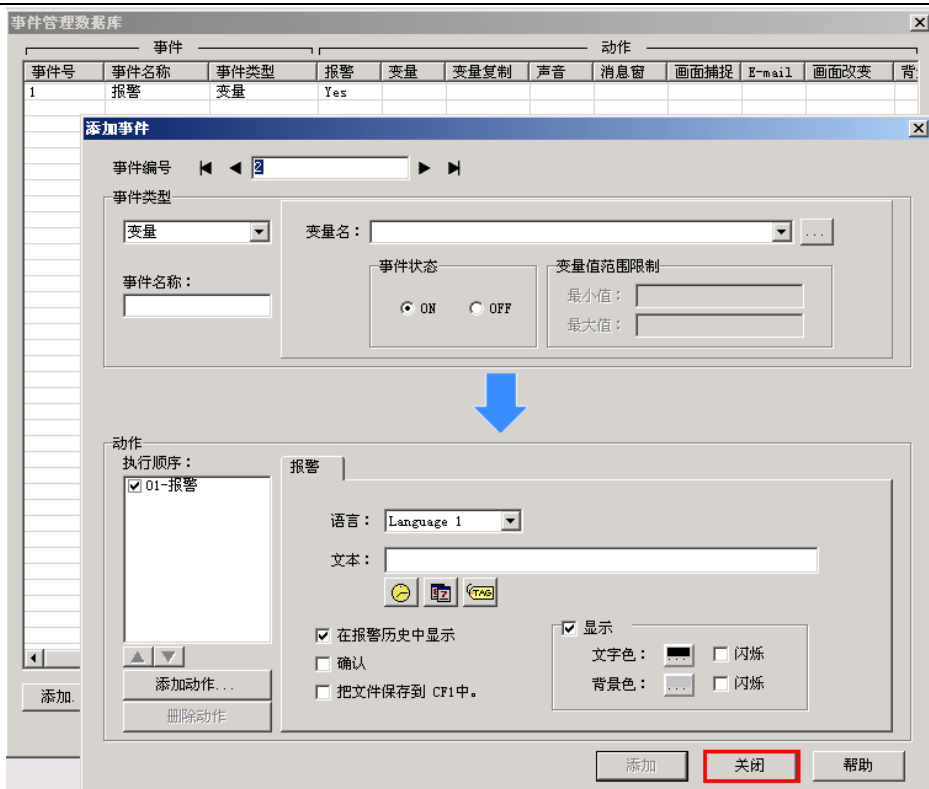 事件管理数据库
事件 动作
事件号 事件名称 事件类型 报警 变量 变量复制 声音 消息窗 画面捕捉 E-mail 画面改变
1 报警 变量 Yes
添加事件
事件编号 2
事件类型
变量 变量名：
...
事件名称：
事件状态
ON OFF
变量值范围限制
最小值：
最大值：
动作
执行顺序：
01-报警
报警
语言： Language 1
文本：
TAG
在报警历史中显示
确认
把文件保存到 CF1中。
显示
文字色： ... 闪烁
背景色： ... 闪烁
添加动作...
删除动作
添加.
添加 关闭 帮助